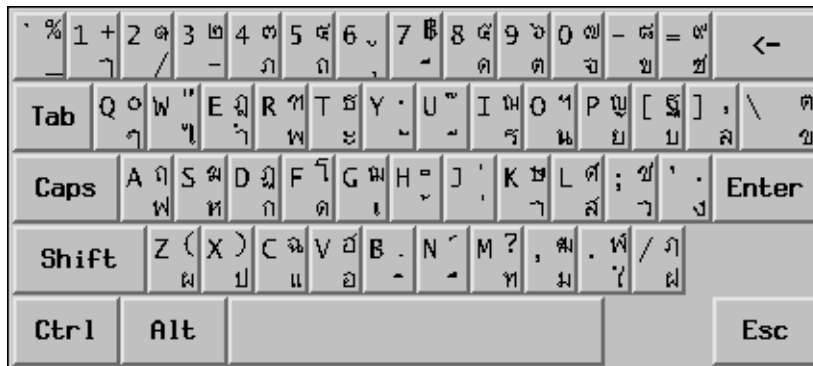 ` % _ 1 + ๅ 2 ๑ / 3 ๒ - 4 ๓ ภ 5 ๔ ถ 6 ู ุ 7 ฿ ึ 8 ๕ ค 9 ๖ ต 0 ๗ จ - ๘ ข = ๙ ช <-
Tab Q ๐ ๆ W " ไ E ฎ ำ R ฑ พ T ธ ะ Y ํ ั U ๊ ี I ณ ร O ฯ น P ญ ย [ ฐ บ ] , ล \ ฅ ฃ
Caps A ฤ ฟ S ฆ ห D ฏ ก F โ ด G ฌ เ H ็ ้ J ๋ ่ K ษ า L ศ ส ; ซ ว ' . ง Enter
Shift Z ( ผ X ) ป C ฉ แ V ฮ อ B ฺ ิ N ์ ื M ? ท , ฒ ม . ฬ ใ / ฦ ฝ
Ctrl Alt Esc